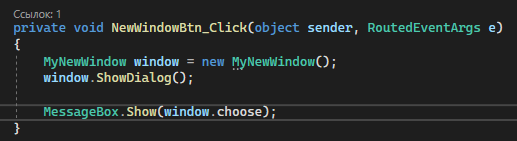 Ссылок: 1
private void NewWindowBtn_Click(object sender, RoutedEventArgs e)
{
    MyNewWindow window = new MyNewWindow();
    window.ShowDialog();

    MessageBox.Show(window.choose);
}